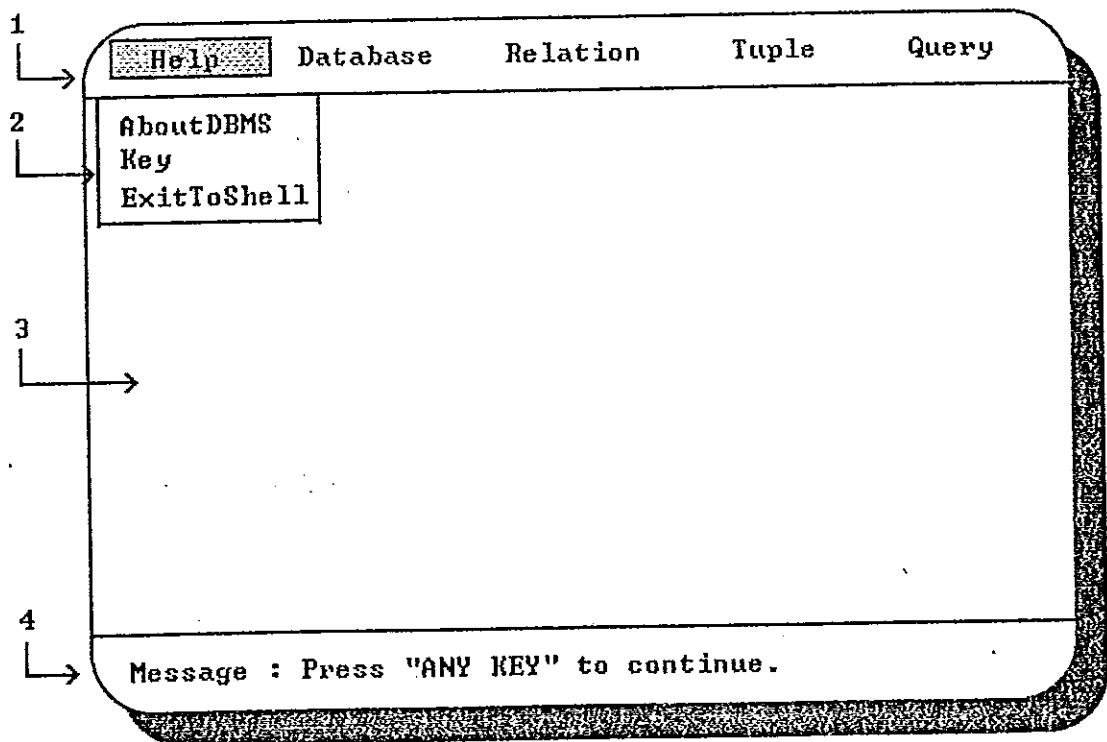 1
Help Database Relation Tuple Query
2
AboutDBMS
Key
ExitToShell
3
4
Message : Press "ANY KEY" to continue.